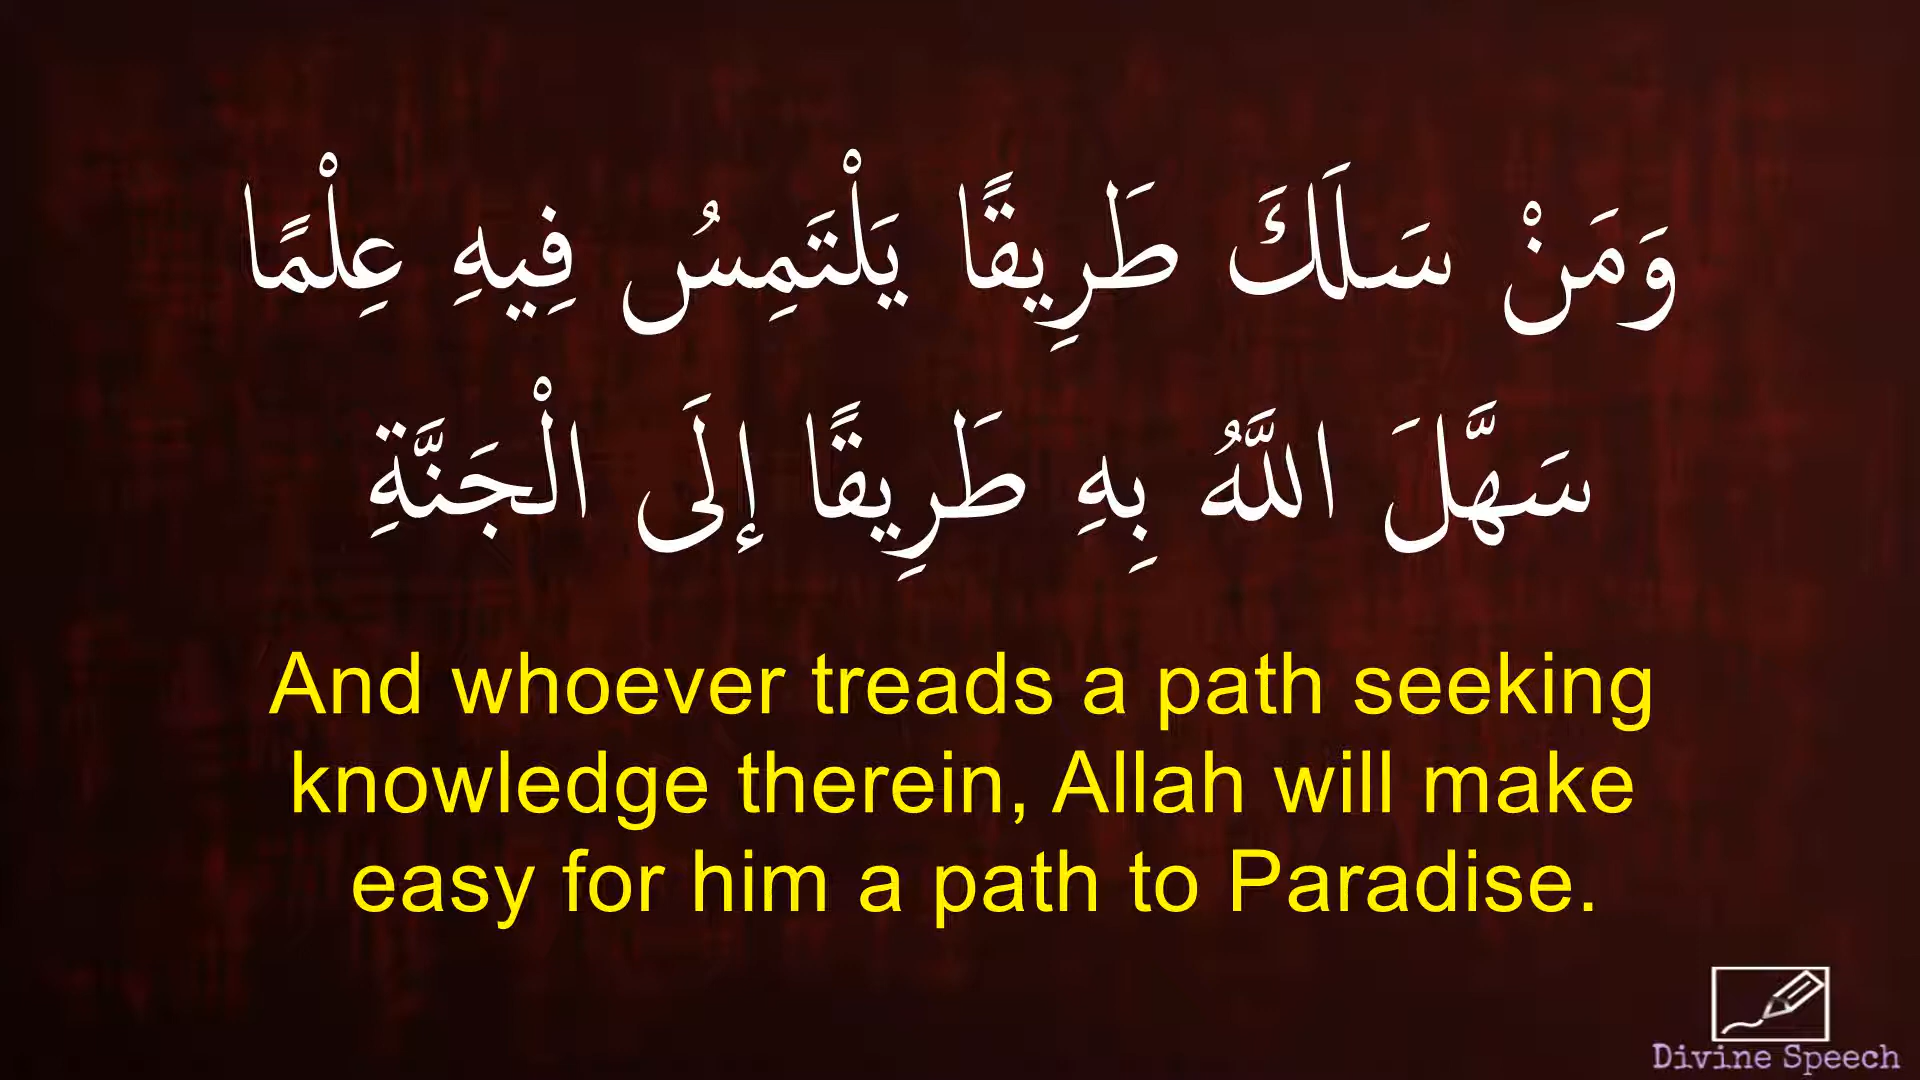 وَمَنْ سَلَكَ طَرِيقًا يَلْتَمِسُ فِيهِ عِلْمًا
سَهَّلَ اللَّهُ بِهِ طَرِيقًا إِلَى الْجَنَّةِ
And whoever treads a path seeking
knowledge therein, Allah will make
easy for him a path to Paradise.
Divine Speech